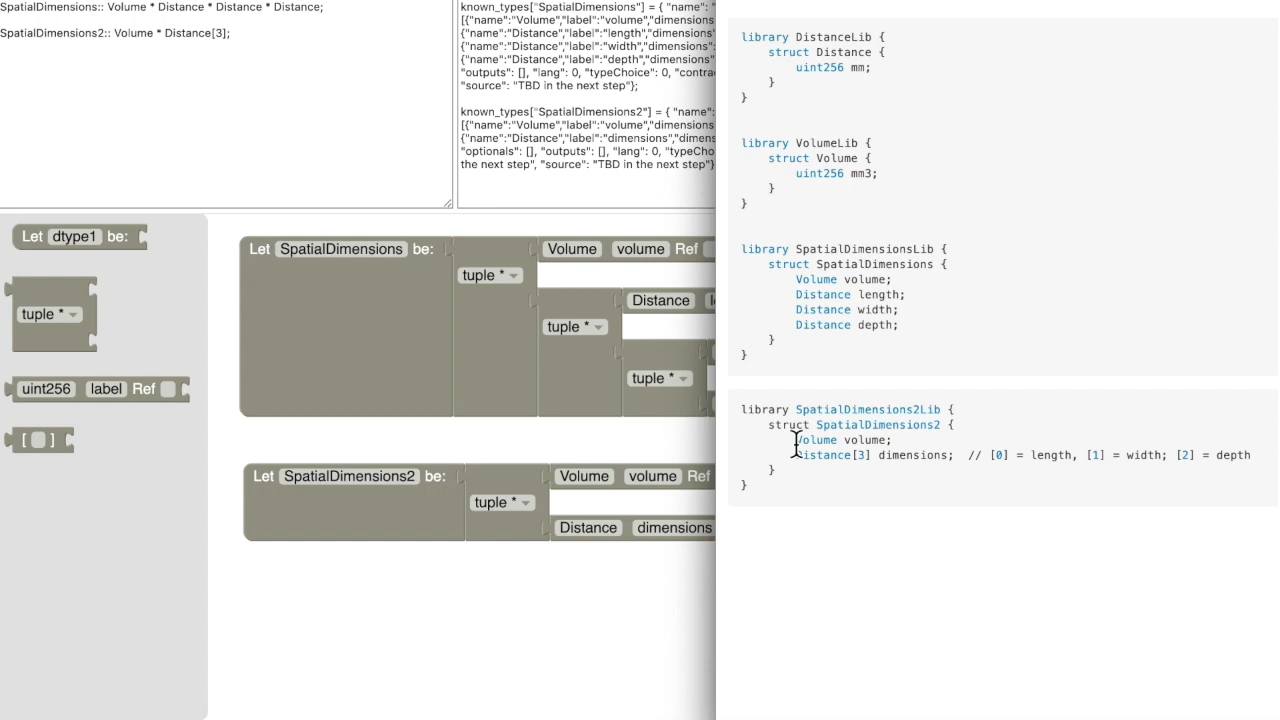 SpatialDimensions:: Volume * Distance * Distance * Distance;
SpatialDimensions2:: Volume * Distance[3];
known_types["SpatialDimensions"] = { "name": "
[{"name":"Volume","label":"volume","dimensions
{"name":"Distance","label":"length","dimensions"
{"name":"Distance","label":"width","dimensions":
{"name":"Distance","label":"depth","dimensions"
"outputs": [], "lang": 0, "typeChoice": 0, "contrac
"source": "TBD in the next step"};
known_types["SpatialDimensions2"] = { "name":
[{"name":"Volume","label":"volume","dimensions
{"name":"Distance","label":"dimensions","dimens
"optionals": [], "outputs": [], "lang": 0, "typeCho
the next step", "source": "TBD in the next step"}
Let dtype1 be:
tuple *
uint256 label Ref
[ ]
Let SpatialDimensions be:
tuple *
Volume volume Ref
tuple *
Distance
tuple *
Let SpatialDimensions2 be:
tuple *
Volume volume Ref
Distance dimensions
library DistanceLib {
struct Distance {
uint256 mm;
}
}
library VolumeLib {
struct Volume {
uint256 mm3;
}
}
library SpatialDimensionsLib {
struct SpatialDimensions {
Volume volume;
Distance length;
Distance width;
Distance depth;
}
}
library SpatialDimensions2Lib {
struct SpatialDimensions2 {
Volume volume;
Distance[3] dimensions; // [0] = length, [1] = width; [2] = depth
}
}